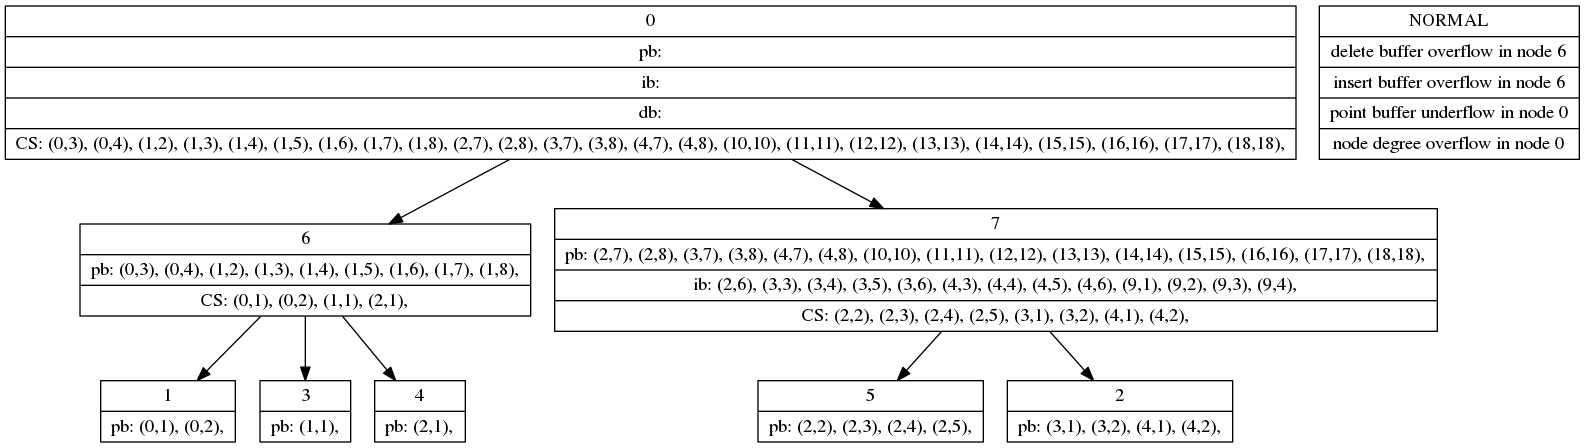 0
pb:
ib:
db:
CS: (0,3), (0,4), (1,2), (1,3), (1,4), (1,5), (1,6), (1,7), (1,8), (2,7), (2,8), (3,7), (3,8), (4,7), (4,8), (10,10), (11,11), (12,12), (13,13), (14,14), (15,15), (16,16), (17,17), (18,18),
NORMAL
delete buffer overflow in node 6
insert buffer overflow in node 6
point buffer underflow in node 0
node degree overflow in node 0
6
pb: (0,3), (0,4), (1,2), (1,3), (1,4), (1,5), (1,6), (1,7), (1,8),
CS: (0,1), (0,2), (1,1), (2,1),
7
pb: (2,7), (2,8), (3,7), (3,8), (4,7), (4,8), (10,10), (11,11), (12,12), (13,13), (14,14), (15,15), (16,16), (17,17), (18,18),
ib: (2,6), (3,3), (3,4), (3,5), (3,6), (4,3), (4,4), (4,5), (4,6), (9,1), (9,2), (9,3), (9,4),
CS: (2,2), (2,3), (2,4), (2,5), (3,1), (3,2), (4,1), (4,2),
1
pb: (0,1), (0,2),
3
pb: (1,1),
4
pb: (2,1),
5
pb: (2,2), (2,3), (2,4), (2,5),
2
pb: (3,1), (3,2), (4,1), (4,2),